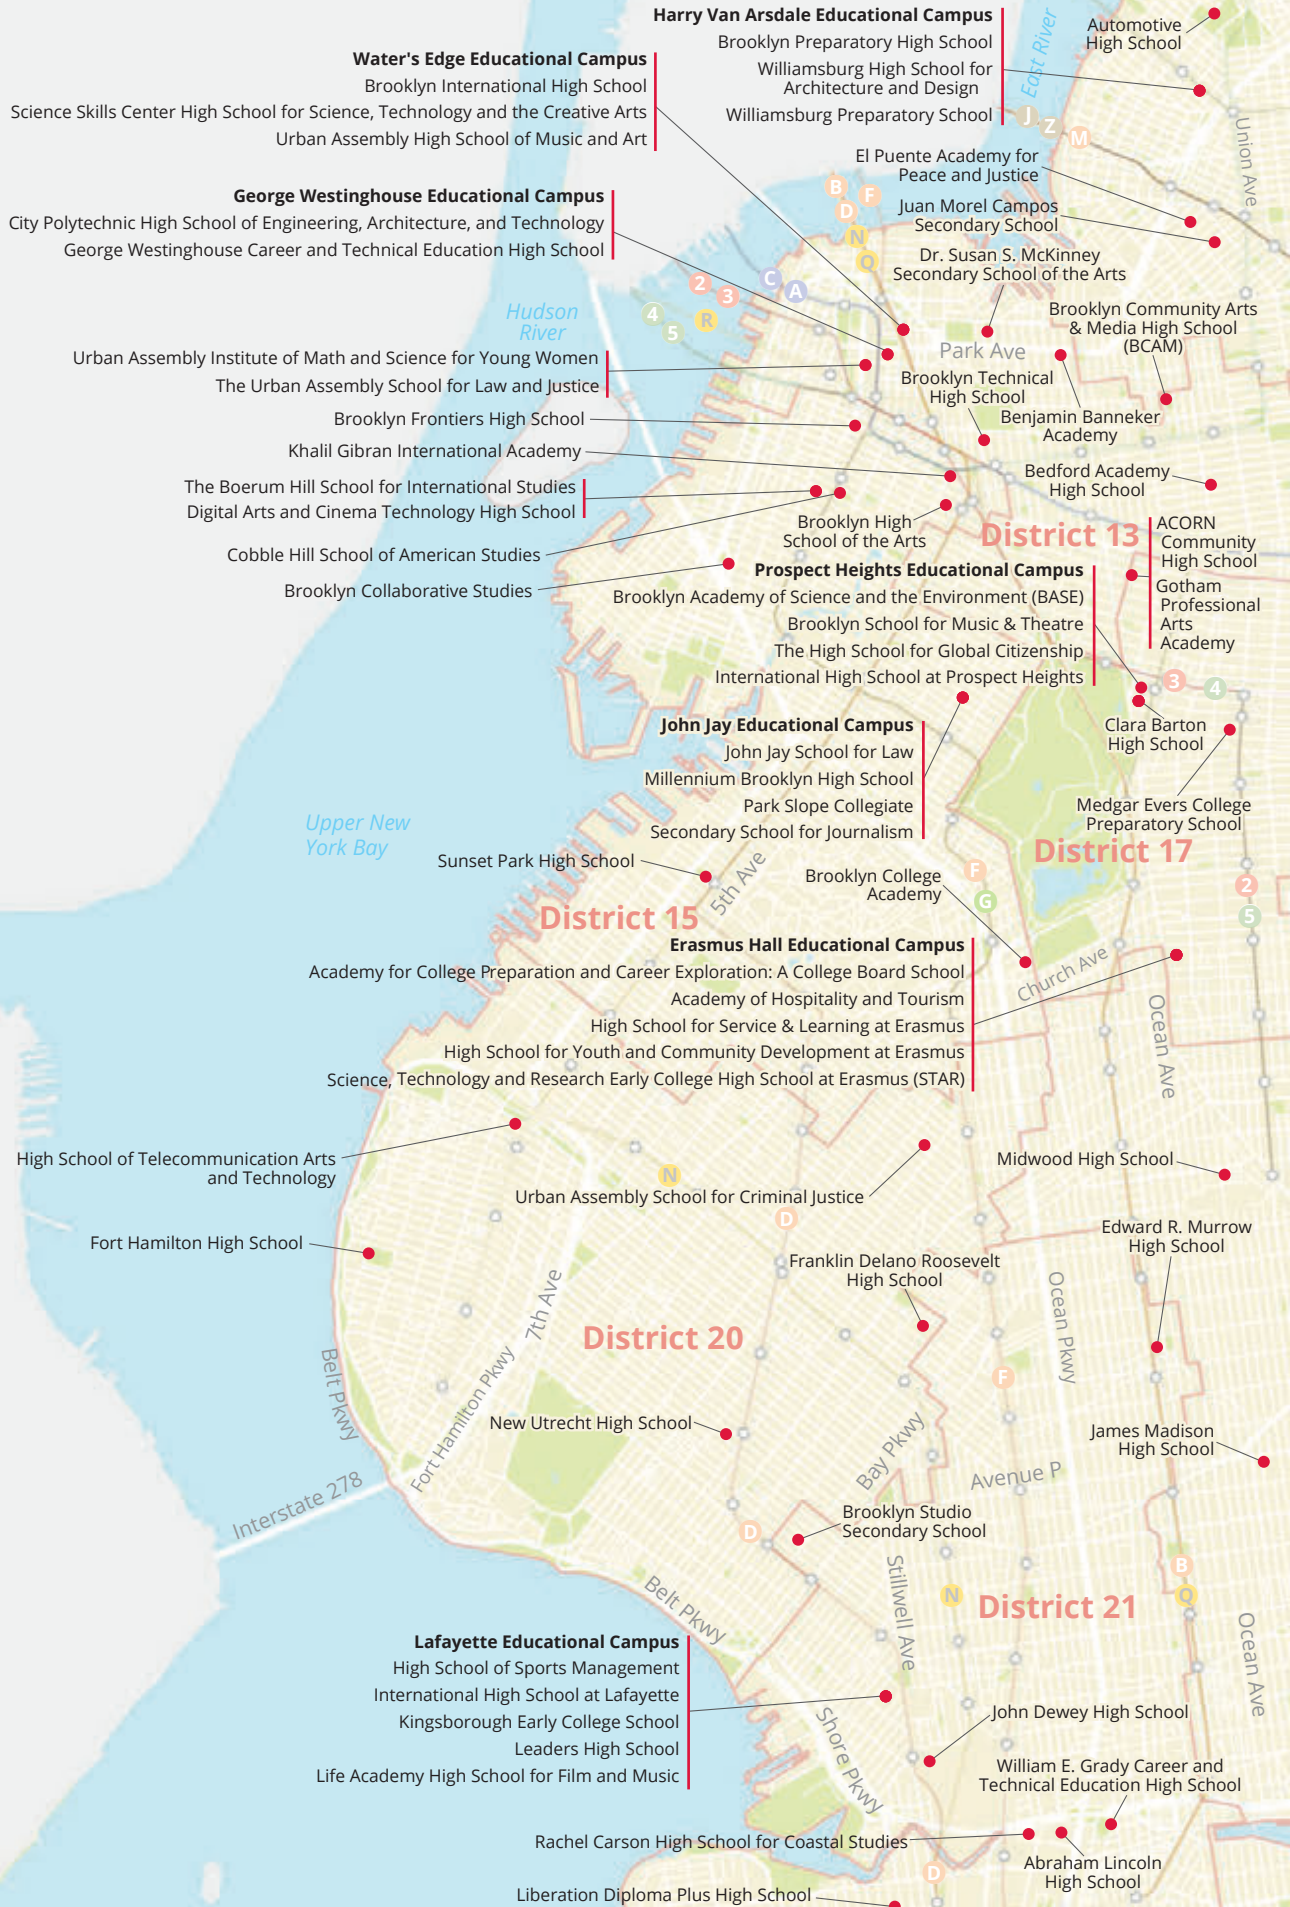 Harry Van Arsdale Educational Campus
Brooklyn Preparatory High School
Williamsburg High School for
Architecture and Design
Williamsburg Preparatory School
East River
Automotive
High School
Water's Edge Educational Campus
Brooklyn International High School
Science Skills Center High School for Science, Technology and the Creative Arts
Urban Assembly High School of Music and Art
J
Z
M
Union Ave
El Puente Academy for
Peace and Justice
B
F
D
N
Q
Juan Morel Campos
Secondary School
George Westinghouse Educational Campus
City Polytechnic High School of Engineering, Architecture, and Technology
George Westinghouse Career and Technical Education High School
Dr. Susan S. McKinney
Secondary School of the Arts
C
A
2
3
4
5
R
Hudson
River
Brooklyn Community Arts
& Media High School
(BCAM)
Park Ave
Urban Assembly Institute of Math and Science for Young Women
The Urban Assembly School for Law and Justice
Brooklyn Technical
High School
Benjamin Banneker
Academy
Brooklyn Frontiers High School
Khalil Gibran International Academy
Bedford Academy
High School
The Boerum Hill School for International Studies
Digital Arts and Cinema Technology High School
Brooklyn High
School of the Arts
District 13
ACORN
Community
High School
Gotham
Professional
Arts
Academy
Cobble Hill School of American Studies
Brooklyn Collaborative Studies
Prospect Heights Educational Campus
Brooklyn Academy of Science and the Environment (BASE)
Brooklyn School for Music & Theatre
The High School for Global Citizenship
International High School at Prospect Heights
3
4
Clara Barton
High School
John Jay Educational Campus
John Jay School for Law
Millennium Brooklyn High School
Park Slope Collegiate
Secondary School for Journalism
Medgar Evers College
Preparatory School
District 17
Upper New
York Bay
Sunset Park High School
5th Ave
Brooklyn College
Academy
F
G
2
5
District 15
Erasmus Hall Educational Campus
Academy for College Preparation and Career Exploration: A College Board School
Academy of Hospitality and Tourism
High School for Service & Learning at Erasmus
High School for Youth and Community Development at Erasmus
Science, Technology and Research Early College High School at Erasmus (STAR)
Church Ave
Ocean Ave
High School of Telecommunication Arts
and Technology
N
Urban Assembly School for Criminal Justice
Midwood High School
D
Fort Hamilton High School
Edward R. Murrow
High School
Franklin Delano Roosevelt
High School
7th Ave
Ocean Pkwy
District 20
Belt Pkwy
Fort Hamilton Pkwy
F
New Utrecht High School
Bay Pkwy
James Madison
High School
Avenue P
Interstate 278
Brooklyn Studio
Secondary School
D
Stillwell Ave
B
Q
N
District 21
Belt Pkwy
Ocean Ave
Lafayette Educational Campus
High School of Sports Management
International High School at Lafayette
Kingsborough Early College School
Leaders High School
Life Academy High School for Film and Music
Shore Pkwy
John Dewey High School
William E. Grady Career and
Technical Education High School
Rachel Carson High School for Coastal Studies
Abraham Lincoln
High School
D
Liberation Diploma Plus High School